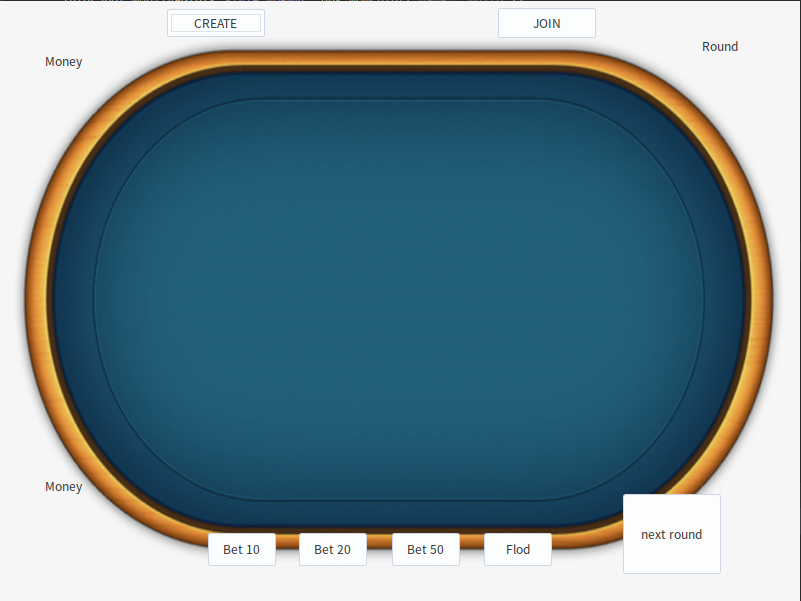 CREATE
JOIN
Round
Money
Money
Bet 10
Bet 20
Bet 50
Flod
next round